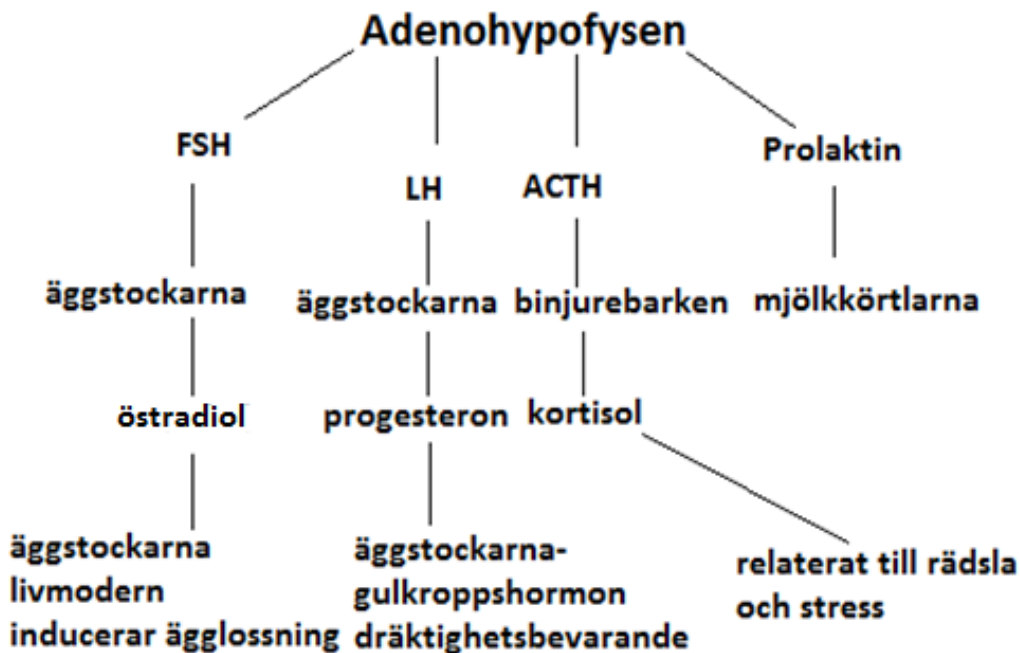 Adenohypofysen
FSH
LH
ACTH
Prolaktin
äggstockarna
äggstockarna
binjurebarken
mjölkkörtlarna
östradiol
progesteron
kortisol
äggstockarna
livmodern
inducerar ägglossning
äggstockarna-
gulkroppshormon
dräktighetsbevarande
relaterat till rädsla
och stress